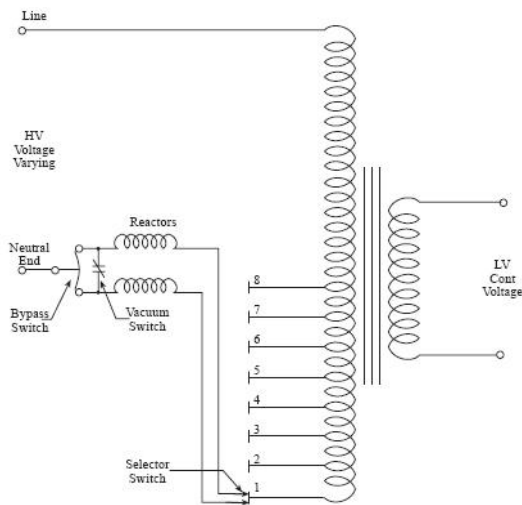 Line
HV
Voltage
Varying
Reactors
Neutral
End
Bypass
Switch
Vacuum
Switch
LV
Cont
Voltage
8
7
6
5
4
3
2
Selector
Switch
1